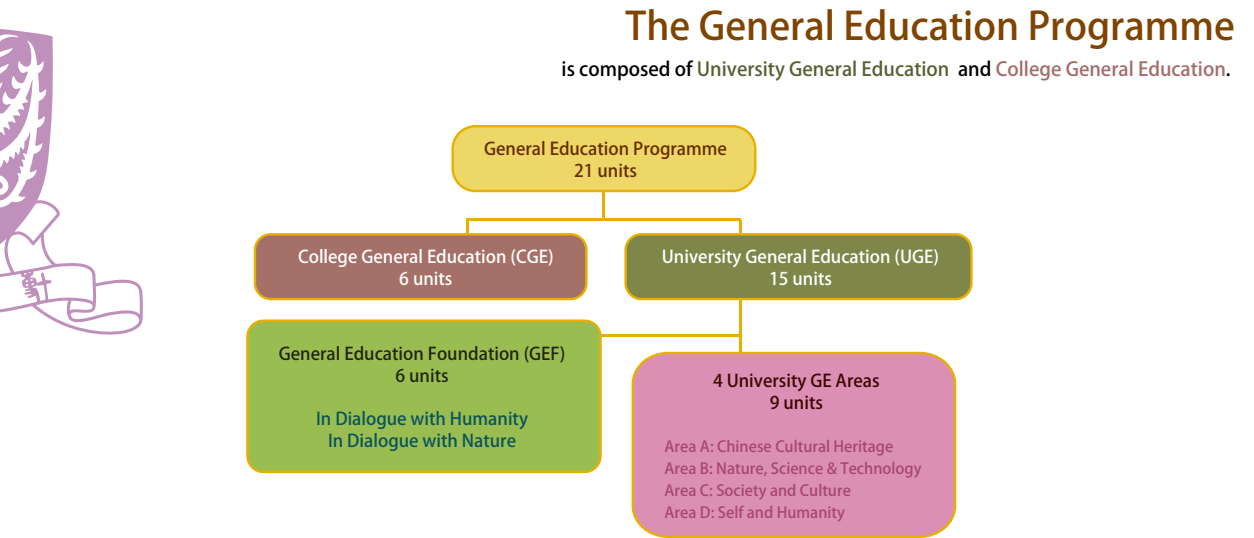 The General Education Programme
is composed of University General Education and College General Education.
General Education Programme
21 units
College General Education (CGE)
6 units
University General Education (UGE)
15 units
General Education Foundation (GEF)
6 units
In Dialogue with Humanity
In Dialogue with Nature
4 University GE Areas
9 units
Area A: Chinese Cultural Heritage
Area B: Nature, Science & Technology
Area C: Society and Culture
Area D: Self and Humanity